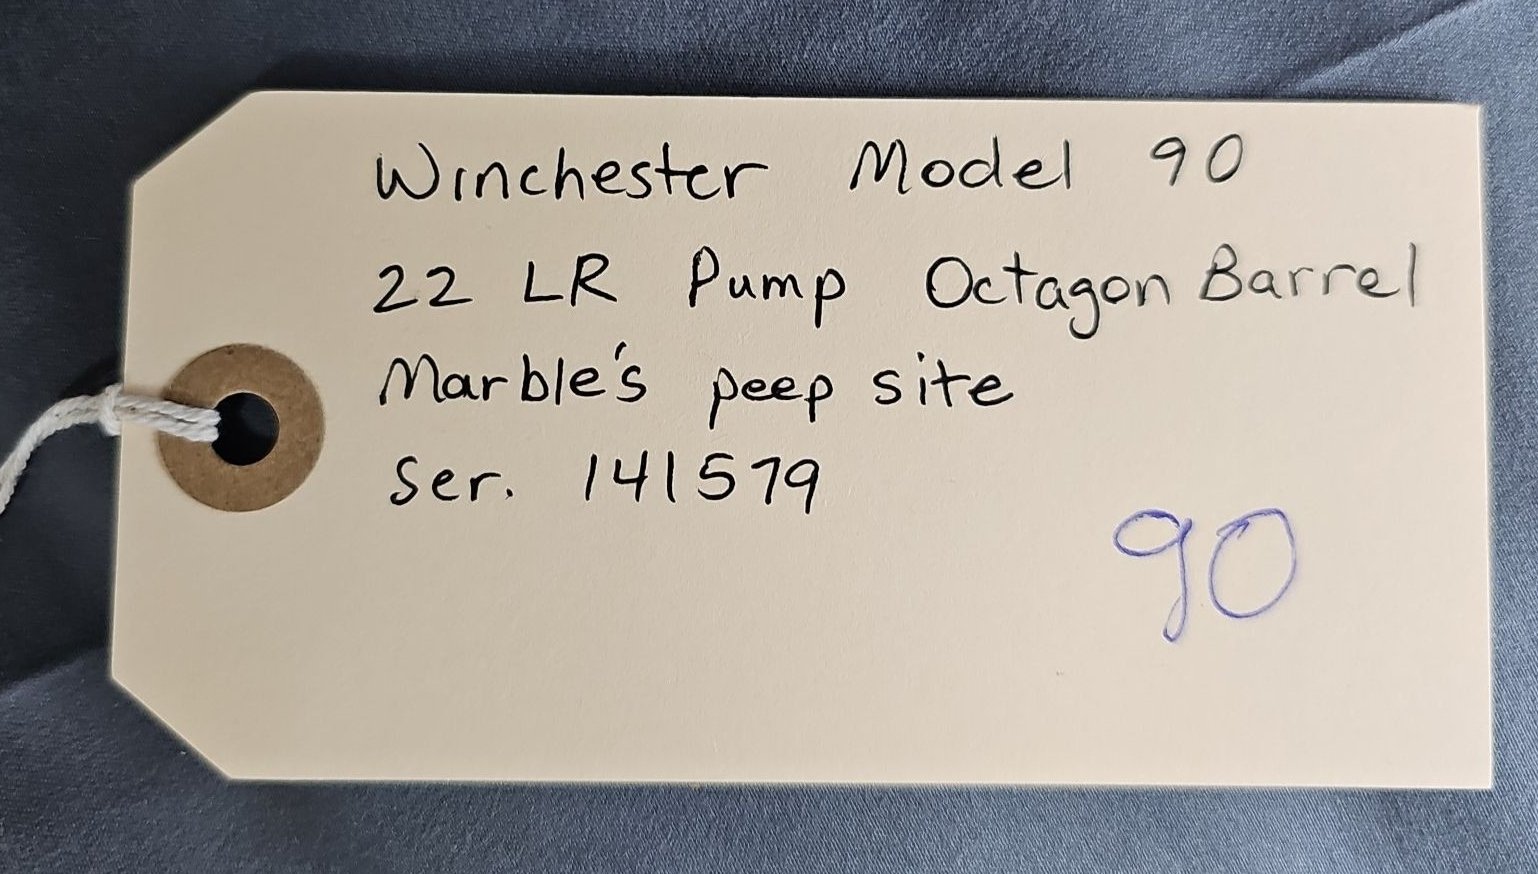 Winchester Model 90
22 LR Pump Octagon Barrel
Marble's peep site
Ser. 141579
90